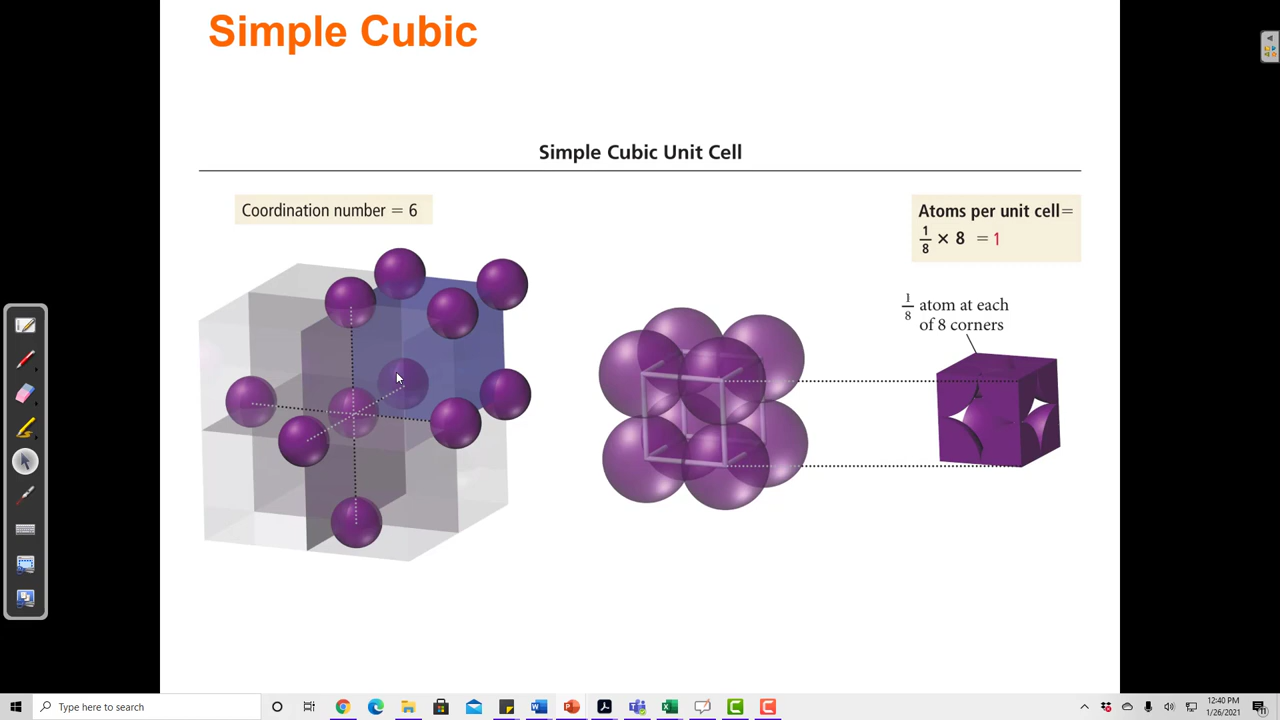 Simple Cubic
Simple Cubic Unit Cell
Coordination number = 6
Atoms per unit cell=
1/8 × 8 = 1
1/8 atom at each
of 8 corners
Type here to search
12:40 PM
1/26/2021